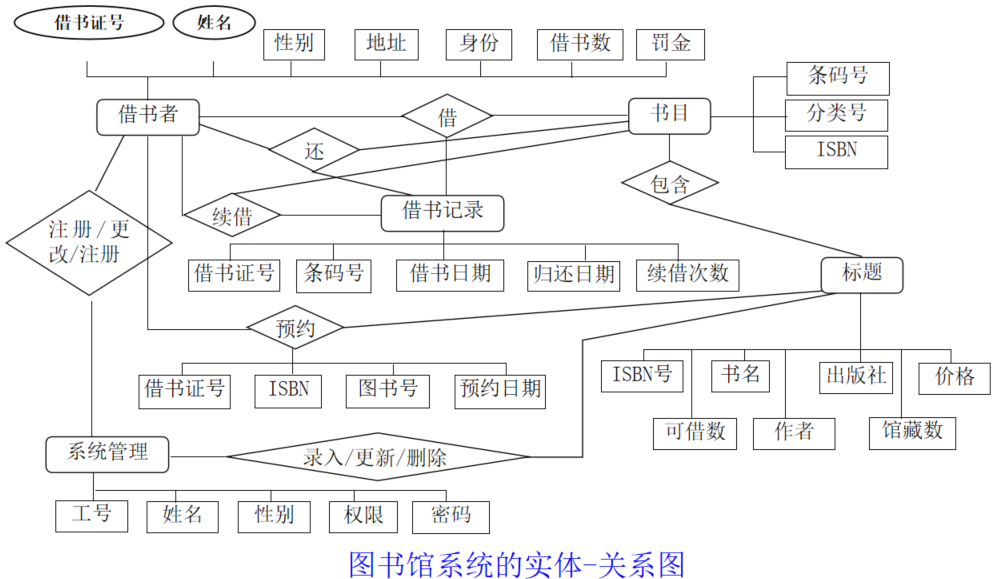 借书证号
姓名
性别
地址
身份
借书数
罚金
借书者
借
书目
条码号
分类号
ISBN
还
包含
续借
借书记录
注册/更
改/注册
借书证号
条码号
借书日期
归还日期
续借次数
标题
预约
借书证号
ISBN
图书号
预约日期
ISBN号
书名
出版社
价格
可借数
作者
馆藏数
系统管理
录入/更新/删除
工号
姓名
性别
权限
密码
图书馆系统的实体-关系图